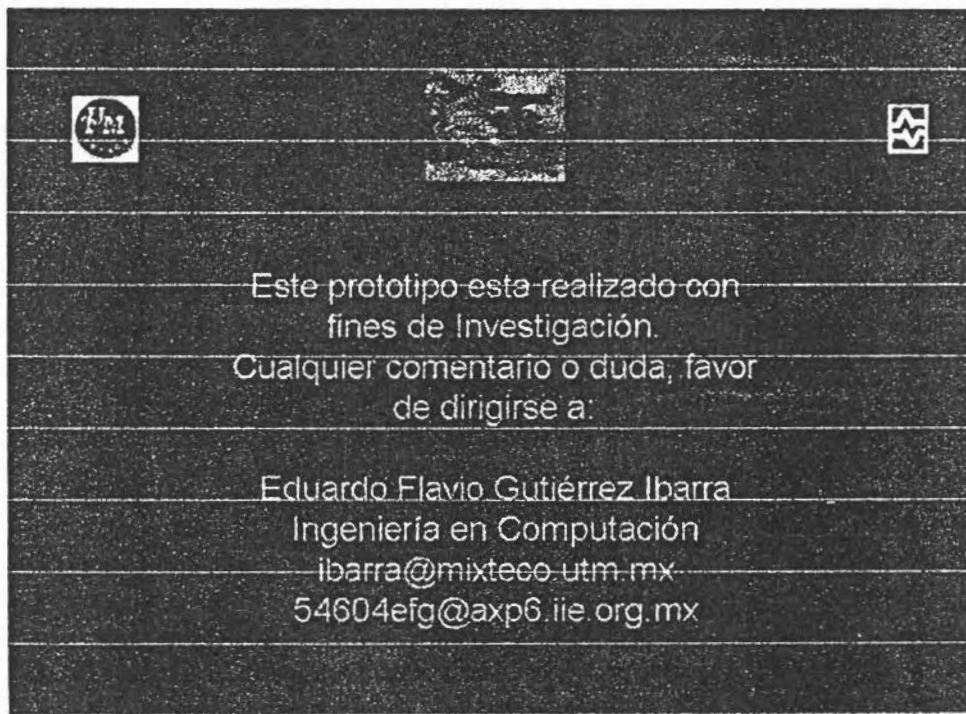 Este prototipo esta realizado con
fines de Investigación.
Cualquier comentario o duda, favor
de dirigirse a:
Eduardo Flavio Gutiérrez Ibarra
Ingeniería en Computación
ibarra@mixteco.utm.mx
54604efg@axp6.iie.org.mx